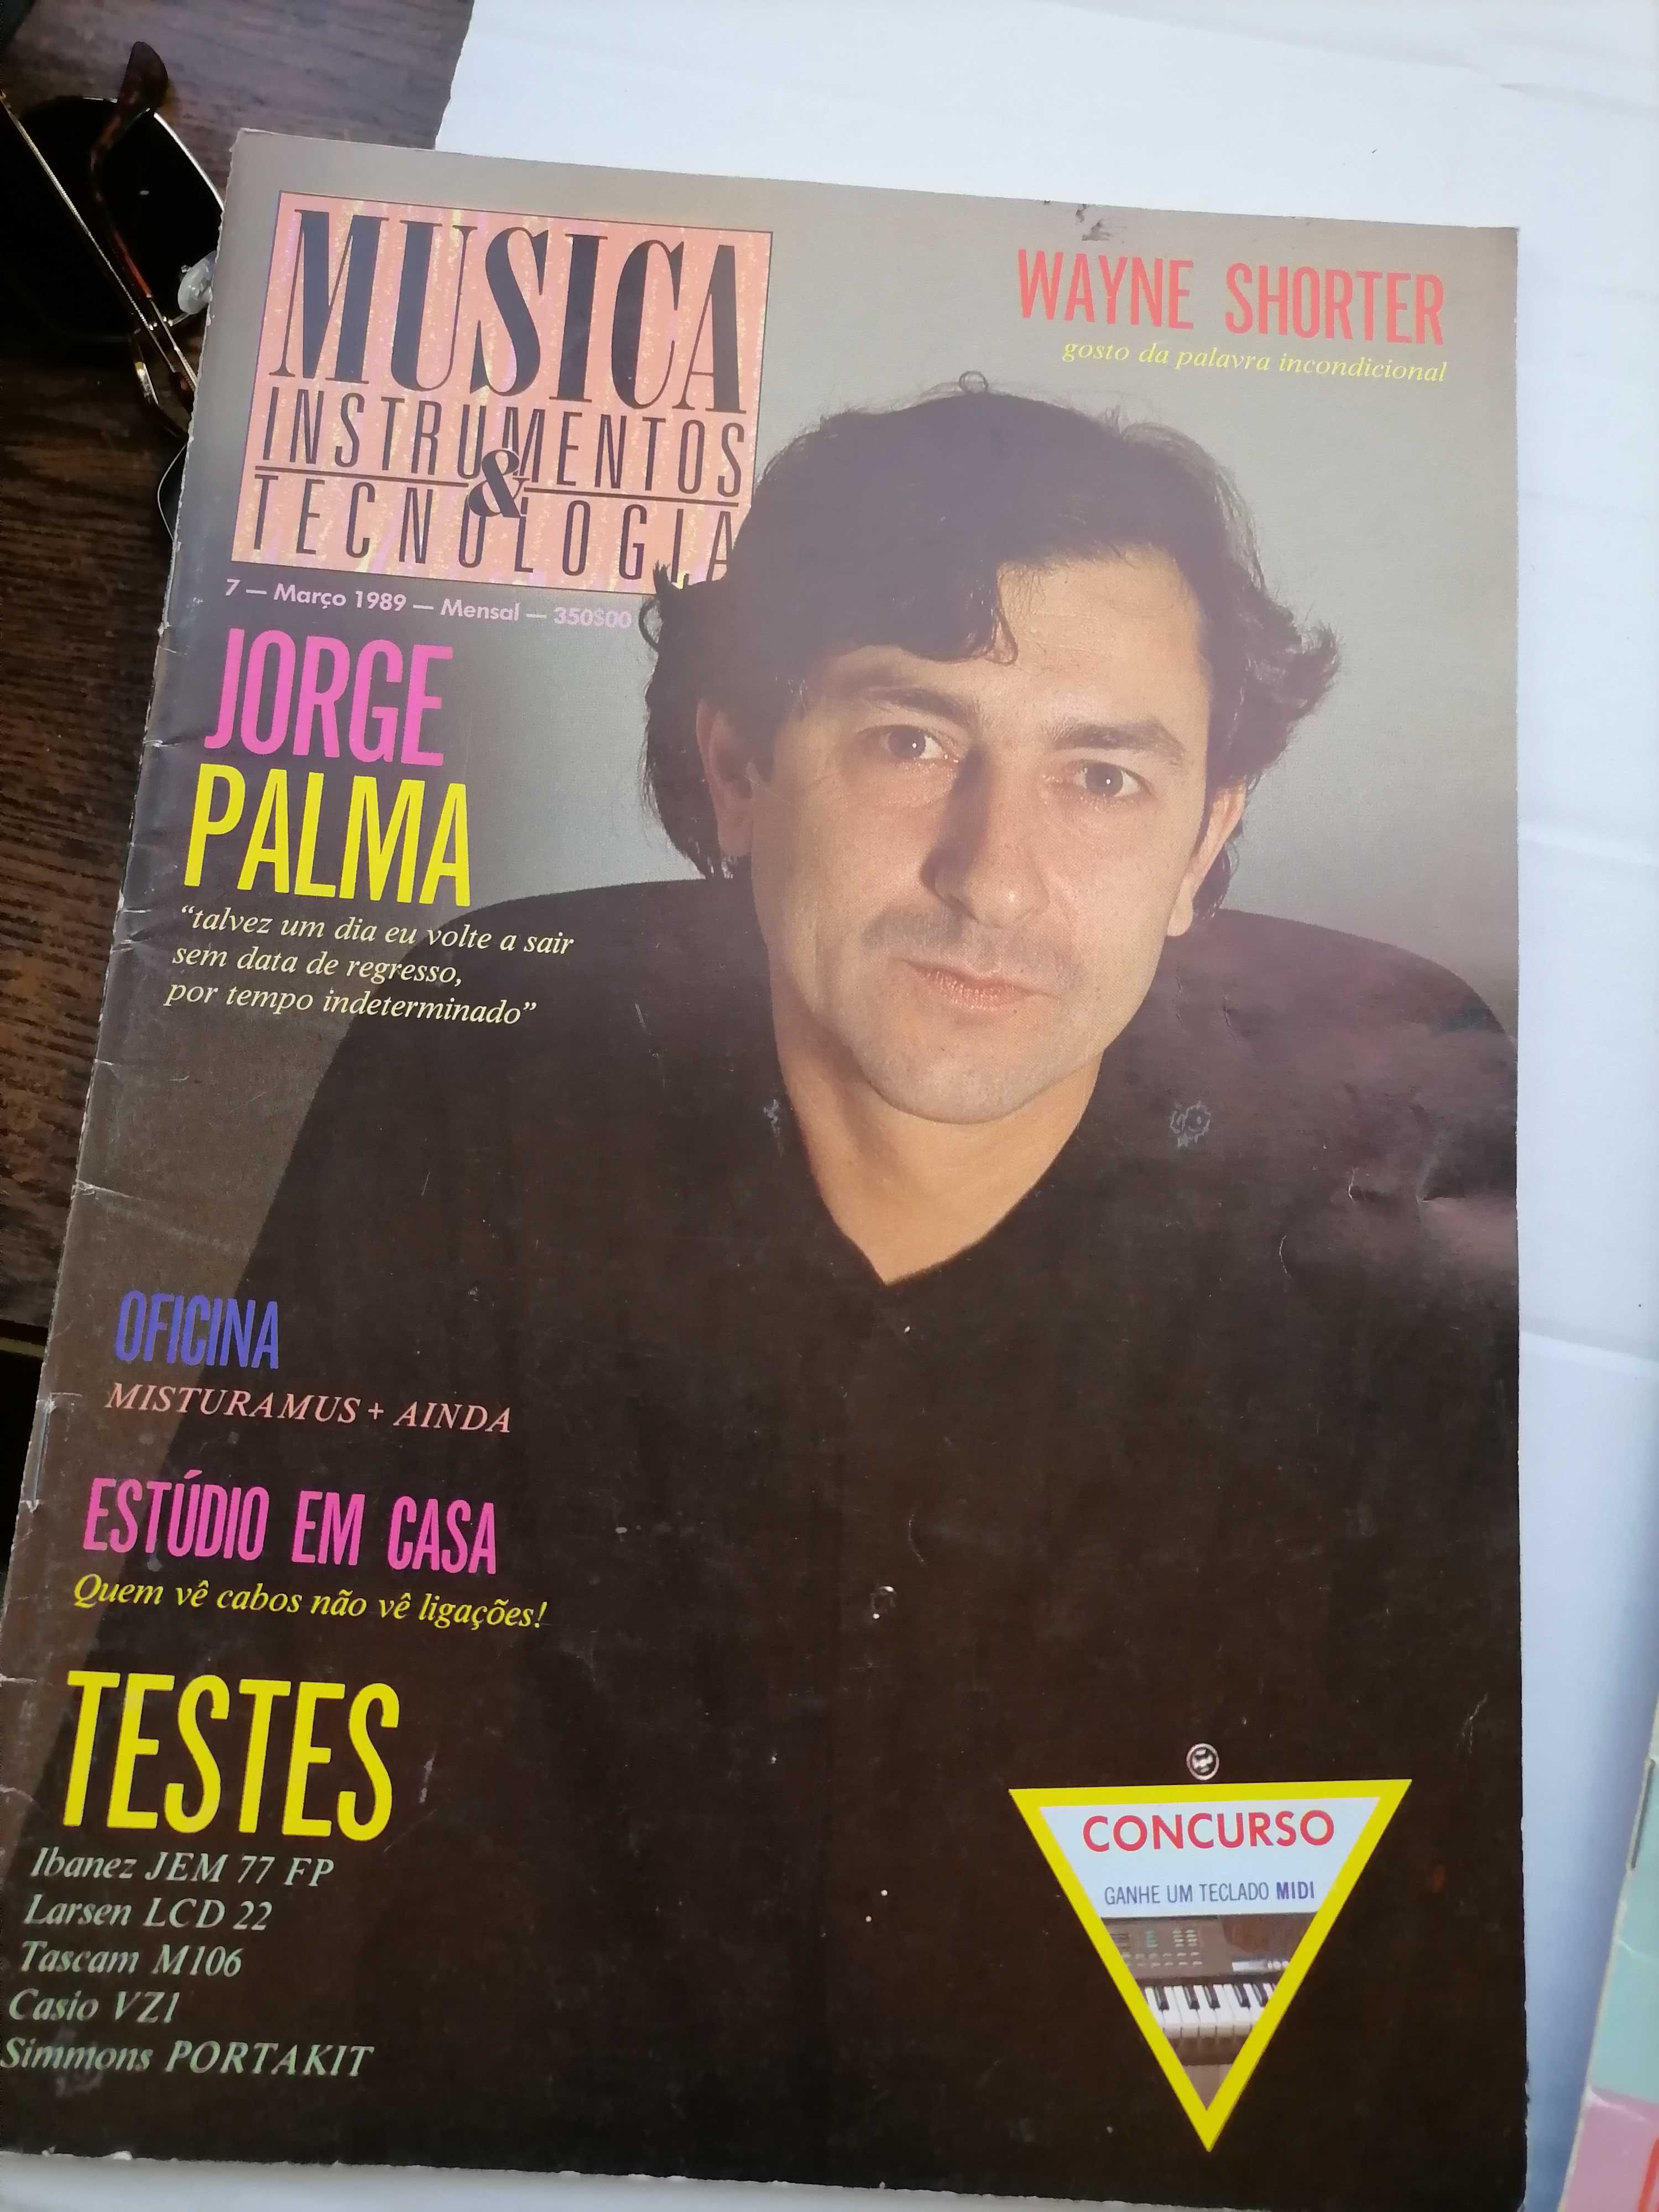 MUSICA
INSTRUMENTOS
&
TECNOLOGIA
7 — Março 1989 — Mensal — 350$00
WAYNE SHORTER
gosto da palavra incondicional
JORGE
PALMA
“talvez um dia eu volte a sair
sem data de regresso,
por tempo indeterminado”
OFICINA
MISTURAMUS + AINDA
ESTÚDIO EM CASA
Quem vê cabos não vê ligações!
TESTES
Ibanez JEM 77 FP
Larsen LCD 22
Tascam M106
Casio VZ1
Simmons PORTAKIT
CONCURSO
GANHE UM TECLADO MIDI